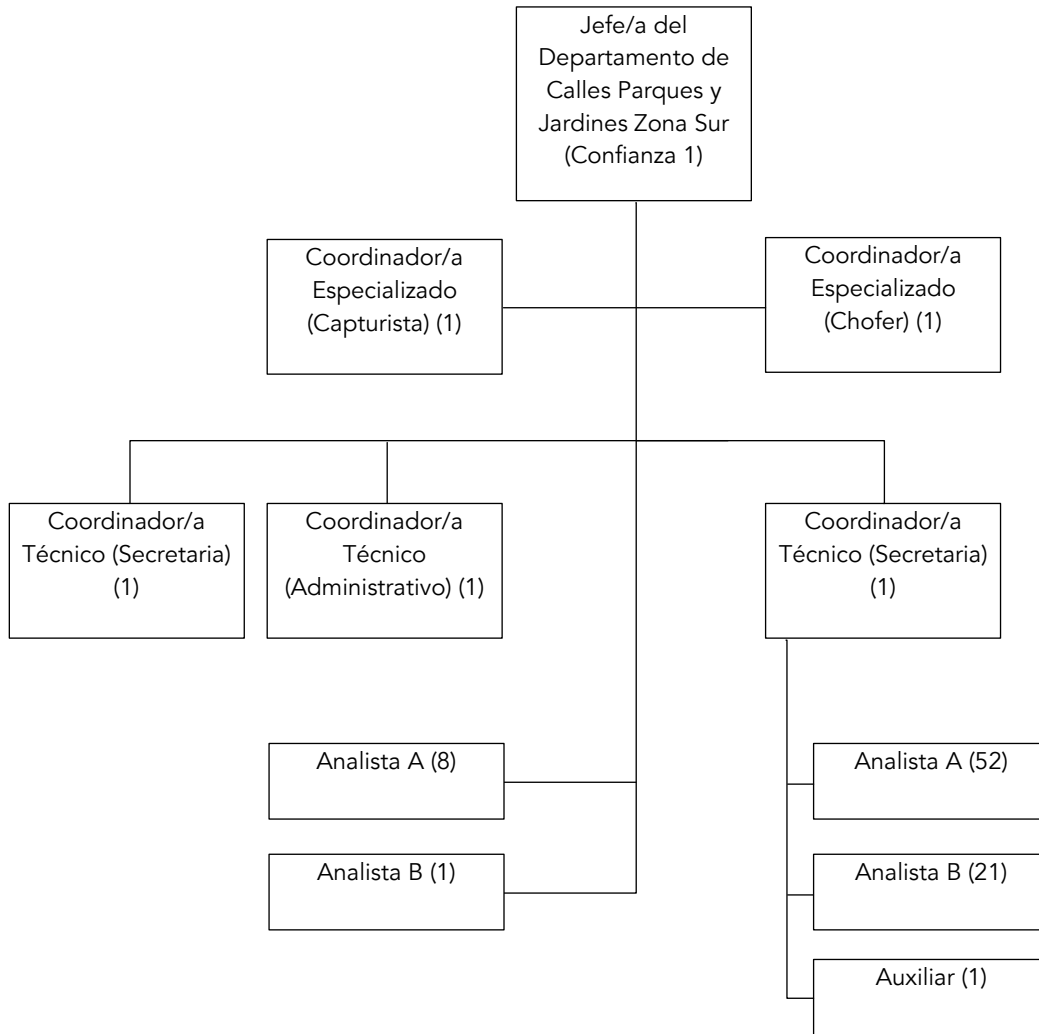 Jefe/a del
Departamento de
Calles Parques y
Jardines Zona Sur
(Confianza 1)
Coordinador/a
Especializado
(Capturista) (1)
Coordinador/a
Especializado
(Chofer) (1)
Coordinador/a
Técnico (Secretaria)
(1)
Coordinador/a
Técnico
(Administrativo) (1)
Coordinador/a
Técnico (Secretaria)
(1)
Analista A (8)
Analista B (1)
Analista A (52)
Analista B (21)
Auxiliar (1)